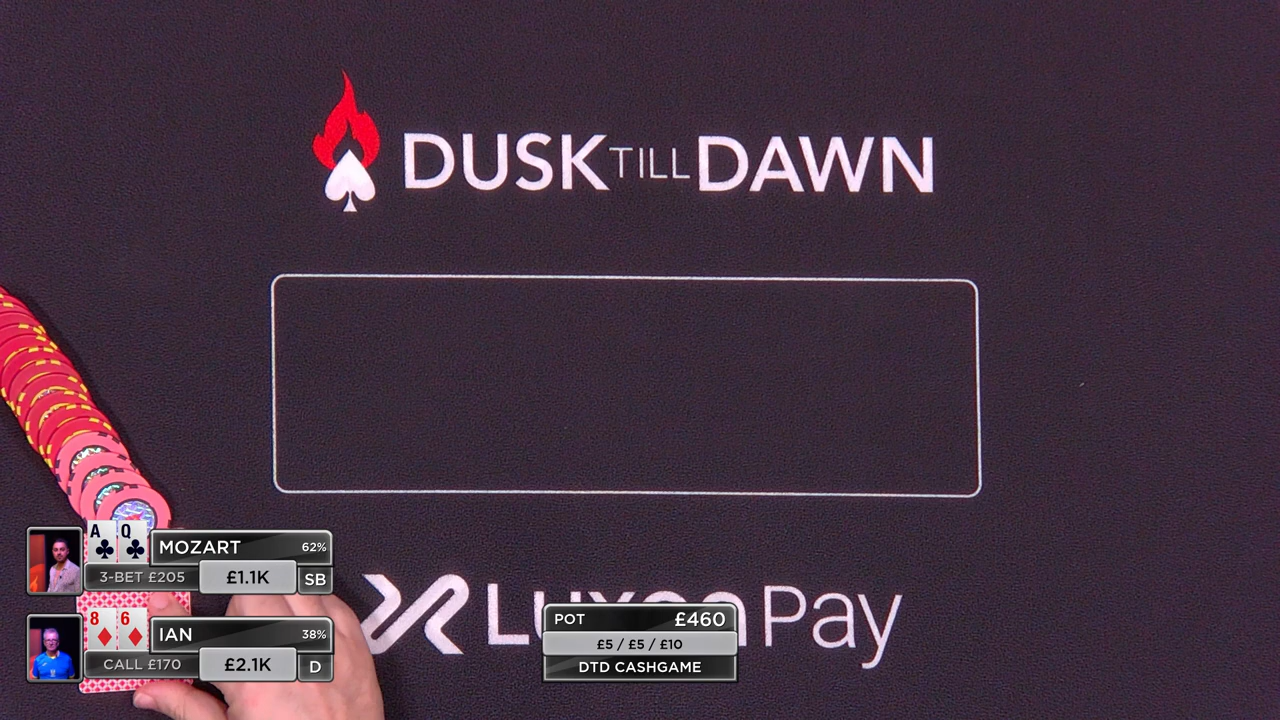 DUSK TILL DAWN
A Q
MOZART 62%
3-BET £205 £1.1K SB
Luxon Pay
8 6
IAN 38%
CALL £170 £2.1K D
POT £460
£5 / £5 / £10
DTD CASHGAME